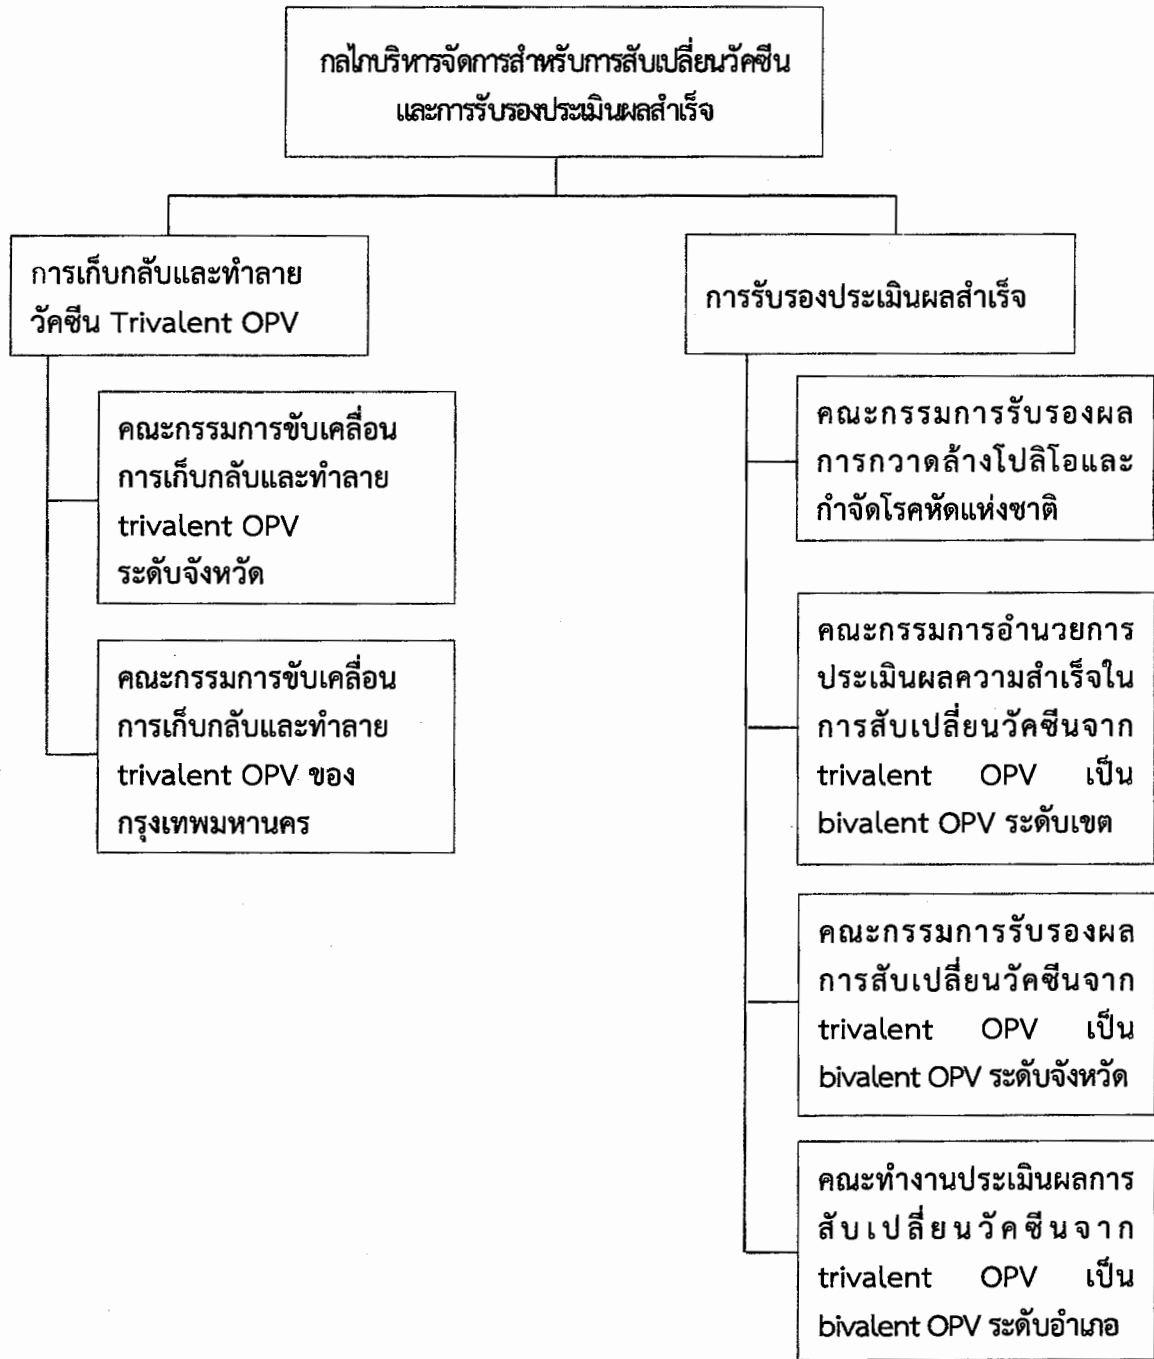 กลไกบริหารจัดการสำหรับการสับเปลี่ยนวัคซีน
และการรับรองประเมินผลสำเร็จ
การเก็บกลับและทำลาย
วัคซีน Trivalent OPV
คณะกรรมการขับเคลื่อน
การเก็บกลับและทำลาย
trivalent OPV
ระดับจังหวัด
คณะกรรมการขับเคลื่อน
การเก็บกลับและทำลาย
trivalent OPV ของ
กรุงเทพมหานคร
การรับรองประเมินผลสำเร็จ
คณะกรรมการรับรองผล
การกวาดล้างโปลิโอและ
กำจัดโรคหัดแห่งชาติ
คณะกรรมการอำนวยการ
ประเมินผลความสำเร็จใน
การสับเปลี่ยนวัคซีนจาก
trivalent OPV เป็น
bivalent OPV ระดับเขต
คณะกรรมการรับรองผล
การสับเปลี่ยนวัคซีนจาก
trivalent OPV เป็น
bivalent OPV ระดับจังหวัด
คณะทำงานประเมินผลการ
สับเปลี่ยนวัคซีนจาก
trivalent OPV เป็น
bivalent OPV ระดับอำเภอ